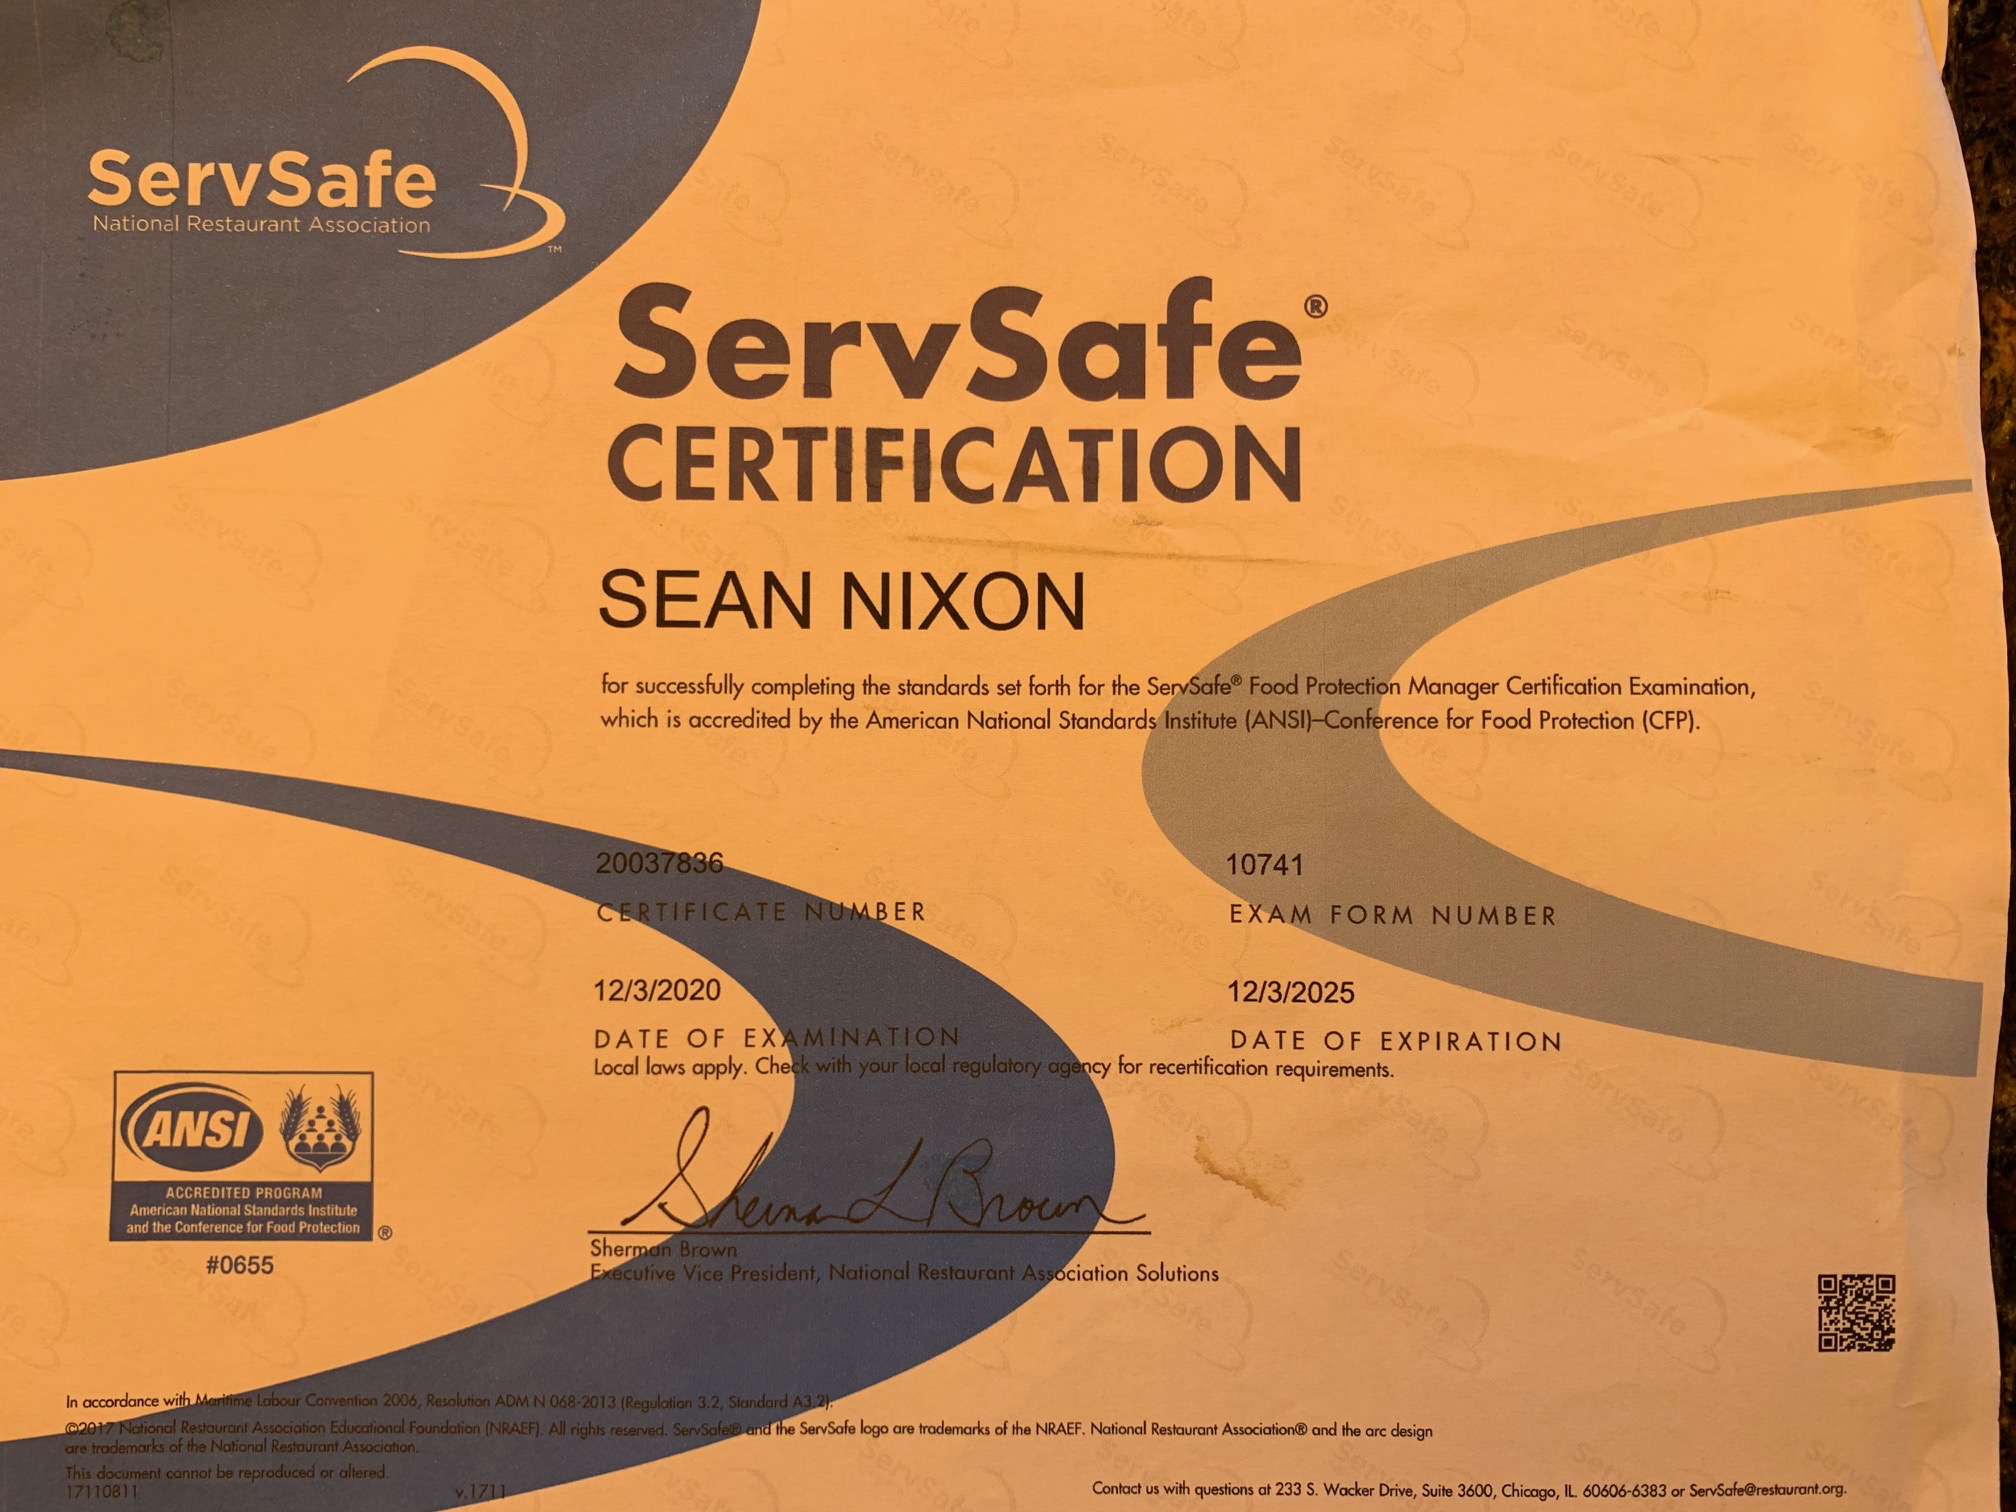 ServSafe
National Restaurant Association
™
ServSafe®
CERTIFICATION
SEAN NIXON
for successfully completing the standards set forth for the ServSafe® Food Protection Manager Certification Examination,
which is accredited by the American National Standards Institute (ANSI)–Conference for Food Protection (CFP).
20037836
CERTIFICATE NUMBER
10741
EXAM FORM NUMBER
12/3/2020
DATE OF EXAMINATION
12/3/2025
DATE OF EXPIRATION
Local laws apply. Check with your local regulatory agency for recertification requirements.
ANSI
ACCREDITED PROGRAM
American National Standards Institute
and the Conference for Food Protection
®
#0655
Sherman L Brown
Sherman Brown
Executive Vice President, National Restaurant Association Solutions
In accordance with Maritime Labour Convention 2006, Resolution ADM N 068-2013 (Regulation 3.2, Standard A3.2).
©2017 National Restaurant Association Educational Foundation (NRAEF). All rights reserved. ServSafe® and the ServSafe logo are trademarks of the NRAEF. National Restaurant Association® and the arc design
are trademarks of the National Restaurant Association.
This document cannot be reproduced or altered.
17110811
v.1711
Contact us with questions at 233 S. Wacker Drive, Suite 3600, Chicago, IL. 60606-6383 or ServSafe@restaurant.org.